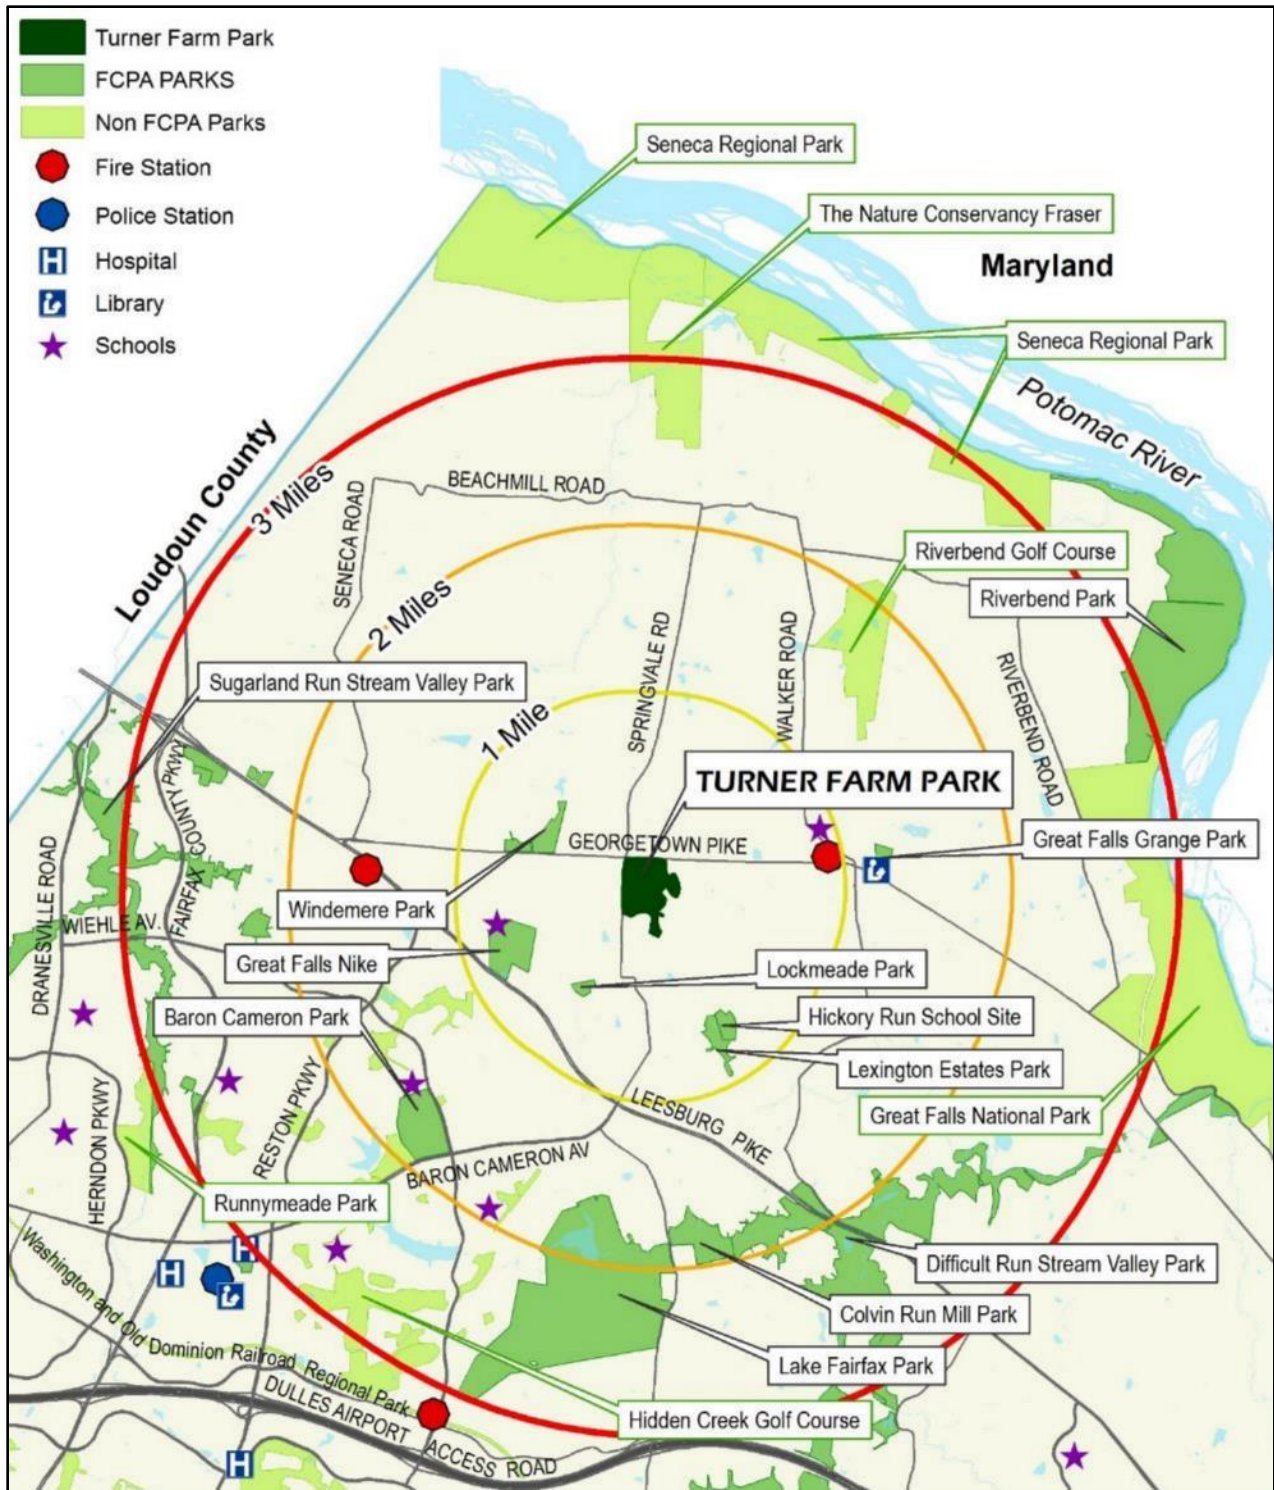 Turner Farm Park
FCPA PARKS
Non FCPA Parks
Fire Station
Police Station
H Hospital
Library
Schools
Seneca Regional Park
The Nature Conservancy Fraser
Maryland
Seneca Regional Park
Potomac River
Loudoun County
3 Miles
BEACHMILL ROAD
SENECA ROAD
Riverbend Golf Course
Riverbend Park
2 Miles
SPRINGVALE RD
WALKER ROAD
RIVERBEND ROAD
Sugarland Run Stream Valley Park
1 Mile
TURNER FARM PARK
FAIRFAX COUNTY PKWY
GEORGETOWN PIKE
Great Falls Grange Park
DRANESVILLE ROAD
Windemere Park
WIEHLE AV.
Great Falls Nike
Lockmeade Park
Baron Cameron Park
Hickory Run School Site
Lexington Estates Park
HERNDON PKWY
RESTON PKWY
LEESBURG PIKE
Great Falls National Park
BARON CAMERON AV
Runnymeade Park
H
H
Difficult Run Stream Valley Park
Colvin Run Mill Park
Washington and Old Dominion Railroad Regional Park
Lake Fairfax Park
DULLES AIRPORT ACCESS ROAD
Hidden Creek Golf Course
H